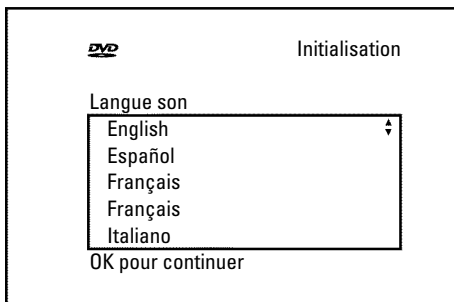 DVD
Initialisation
Langue son
English
Español
Français
Français
Italiano
OK pour continuer